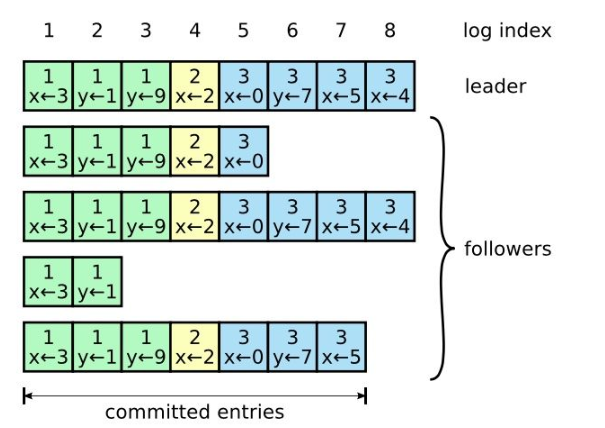 1 2 3 4 5 6 7 8 log index
1 1 1 2 3 3 3 3
x←3 y←1 y←9 x←2 x←0 y←7 x←5 x←4
leader
1 1 1 2 3
x←3 y←1 y←9 x←2 x←0
1 1 1 2 3 3 3 3
x←3 y←1 y←9 x←2 x←0 y←7 x←5 x←4
followers
1 1
x←3 y←1
1 1 1 2 3 3 3
x←3 y←1 y←9 x←2 x←0 y←7 x←5
committed entries